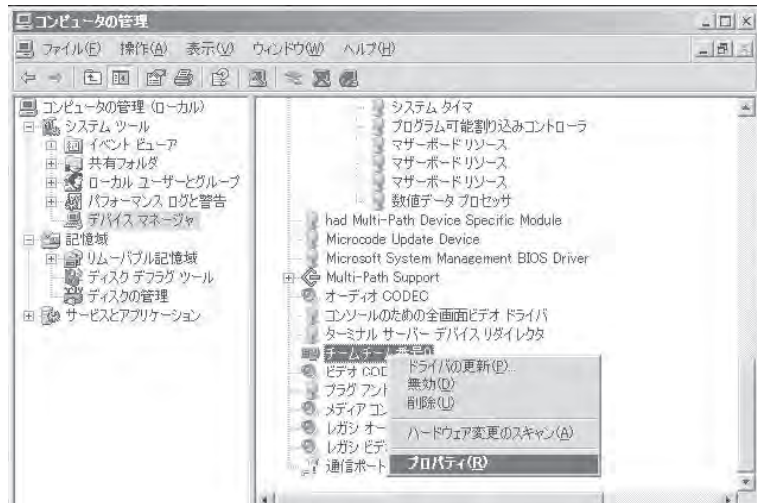 コンピュータの管理
ファイル(F) 操作(A) 表示(V) ウィンドウ(W) ヘルプ(H)
コンピュータの管理 (ローカル)
システム ツール
イベント ビューア
共有フォルダ
ローカル ユーザーとグループ
パフォーマンス ログと警告
デバイス マネージャ
記憶域
リムーバブル記憶域
ディスク デフラグ ツール
ディスクの管理
サービスとアプリケーション
システム タイマ
プログラム可能割り込みコントローラ
マザーボード リソース
マザーボード リソース
マザーボード リソース
数値データ プロセッサ
had Multi-Path Device Specific Module
Microcode Update Device
Microsoft System Management BIOS Driver
Multi-Path Support
オーディオ CODEC
コンソールのための全画面ビデオ ドライバ
ターミナル サーバー デバイス リダイレクタ
チームチーム番号0
ビデオ COD
プラグ アンド
メディア コン
レガシ オー
レガシ ビデ
通信ポート
ドライバの更新(P)...
無効(D)
削除(U)
ハードウェア変更のスキャン(A)
プロパティ(R)